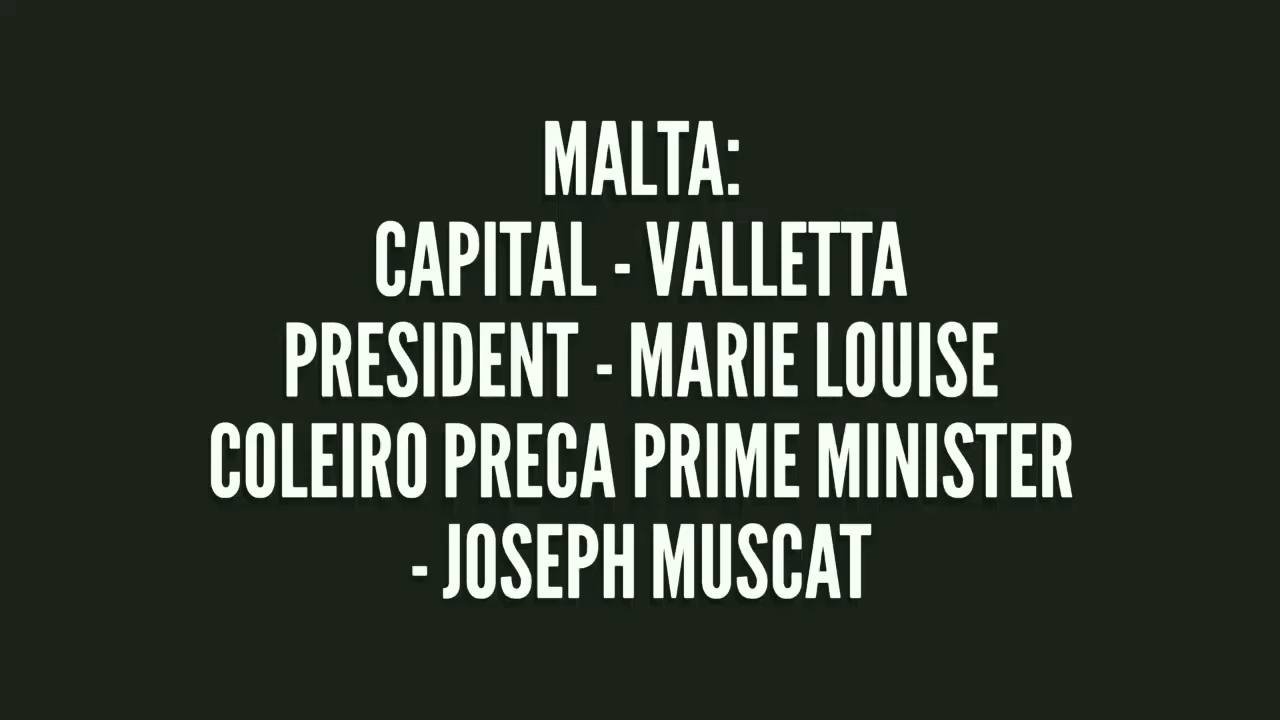 MALTA:
CAPITAL - VALLETTA
PRESIDENT - MARIE LOUISE
COLEIRO PRECA PRIME MINISTER
- JOSEPH MUSCAT